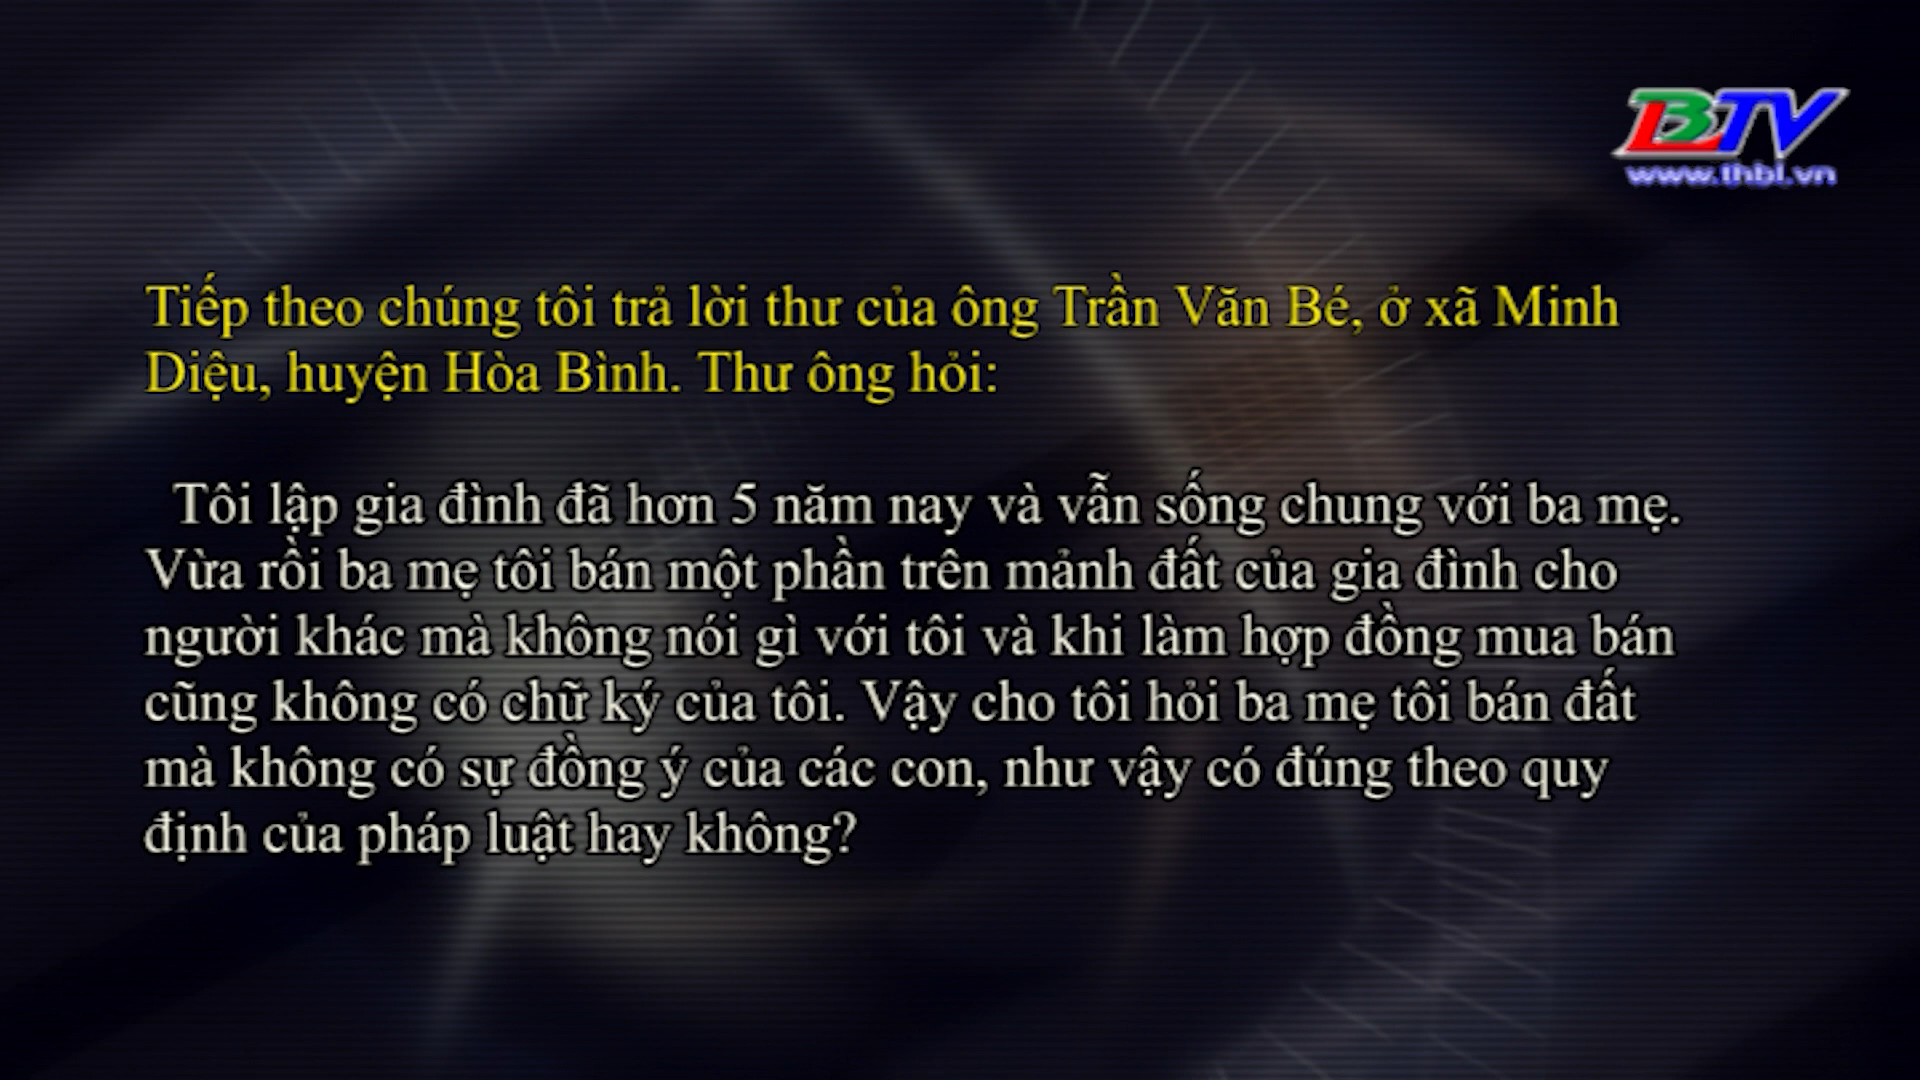 BTV
www.thbl.vn
Tiếp theo chúng tôi trả lời thư của ông Trần Văn Bé, ở xã Minh
Diệu, huyện Hòa Bình. Thư ông hỏi:
Tôi lập gia đình đã hơn 5 năm nay và vẫn sống chung với ba mẹ.
Vừa rồi ba mẹ tôi bán một phần trên mảnh đất của gia đình cho
người khác mà không nói gì với tôi và khi làm hợp đồng mua bán
cũng không có chữ ký của tôi. Vậy cho tôi hỏi ba mẹ tôi bán đất
mà không có sự đồng ý của các con, như vậy có đúng theo quy
định của pháp luật hay không?